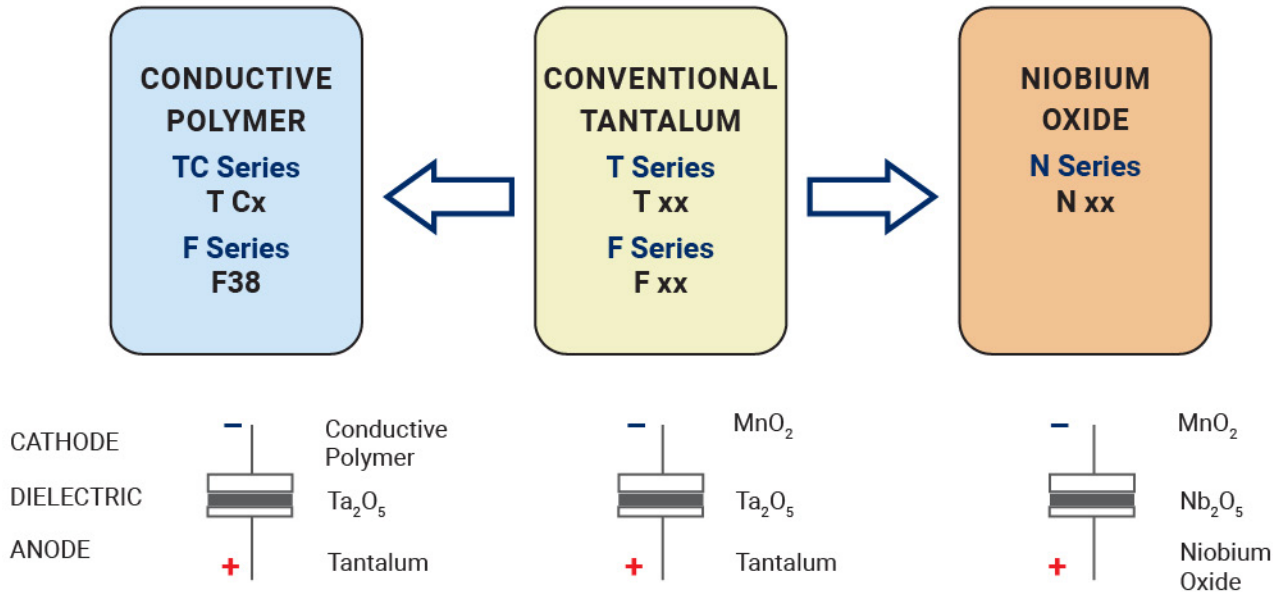 CONDUCTIVE
POLYMER
TC Series
T Cx
F Series
F38
CONVENTIONAL
TANTALUM
T Series
T xx
F Series
F xx
NIOBIUM
OXIDE
N Series
N xx
CATHODE
DIELECTRIC
ANODE
−
Conductive
Polymer
Ta₂O₅
+
Tantalum
−
MnO₂
Ta₂O₅
+
Tantalum
−
MnO₂
Nb₂O₅
+
Niobium
Oxide